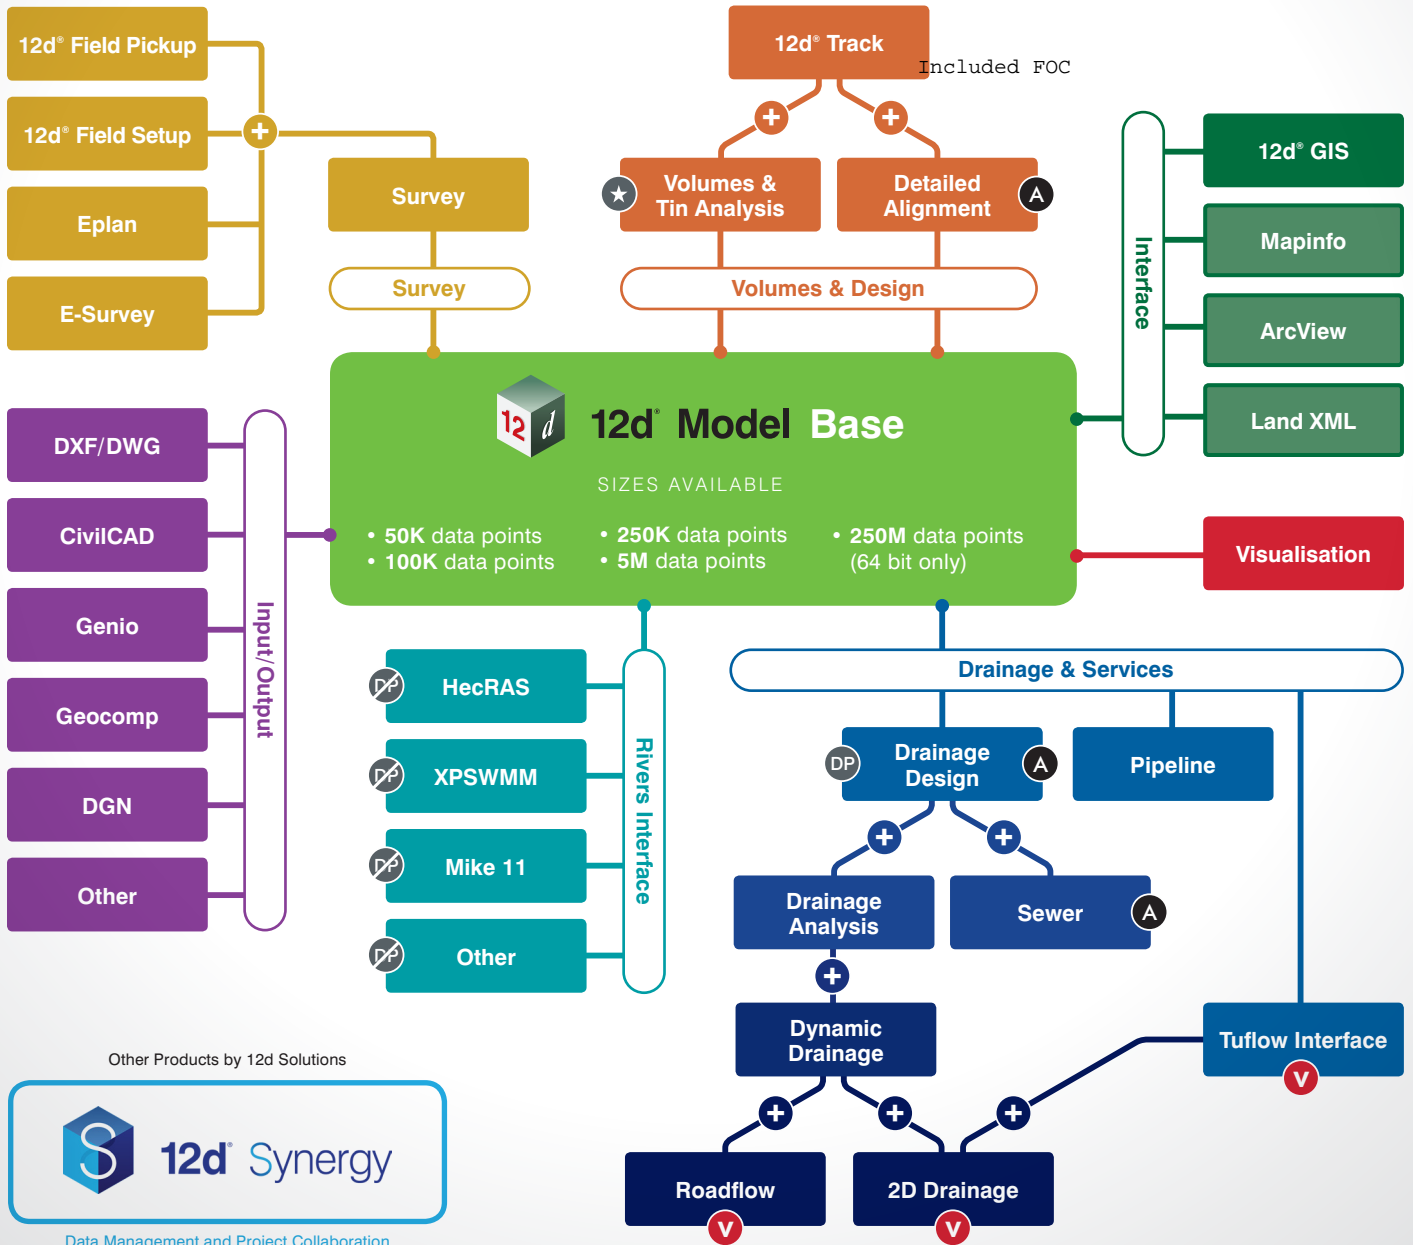 12d® Field Pickup
12d® Field Setup
Eplan
E-Survey
Survey
Survey
12d® Track
Included FOC
Volumes &
Tin Analysis
Detailed
Alignment
A
Volumes & Design
Interface
12d® GIS
Mapinfo
ArcView
Land XML
12d
12d® Model Base
SIZES AVAILABLE
• 50K data points
• 100K data points
• 250K data points
• 5M data points
• 250M data points
(64 bit only)
Visualisation
DXF/DWG
CivilCAD
Genio
Geocomp
DGN
Other
Input/Output
DP
HecRAS
DP
XPSWMM
DP
Mike 11
DP
Other
Rivers Interface
Drainage & Services
DP
Drainage
Design
A
Pipeline
Drainage
Analysis
Sewer
A
Dynamic
Drainage
Tuflow Interface
V
Roadflow
V
2D Drainage
V
Other Products by 12d Solutions
S
12d® Synergy
Data Management and Project Collaboration